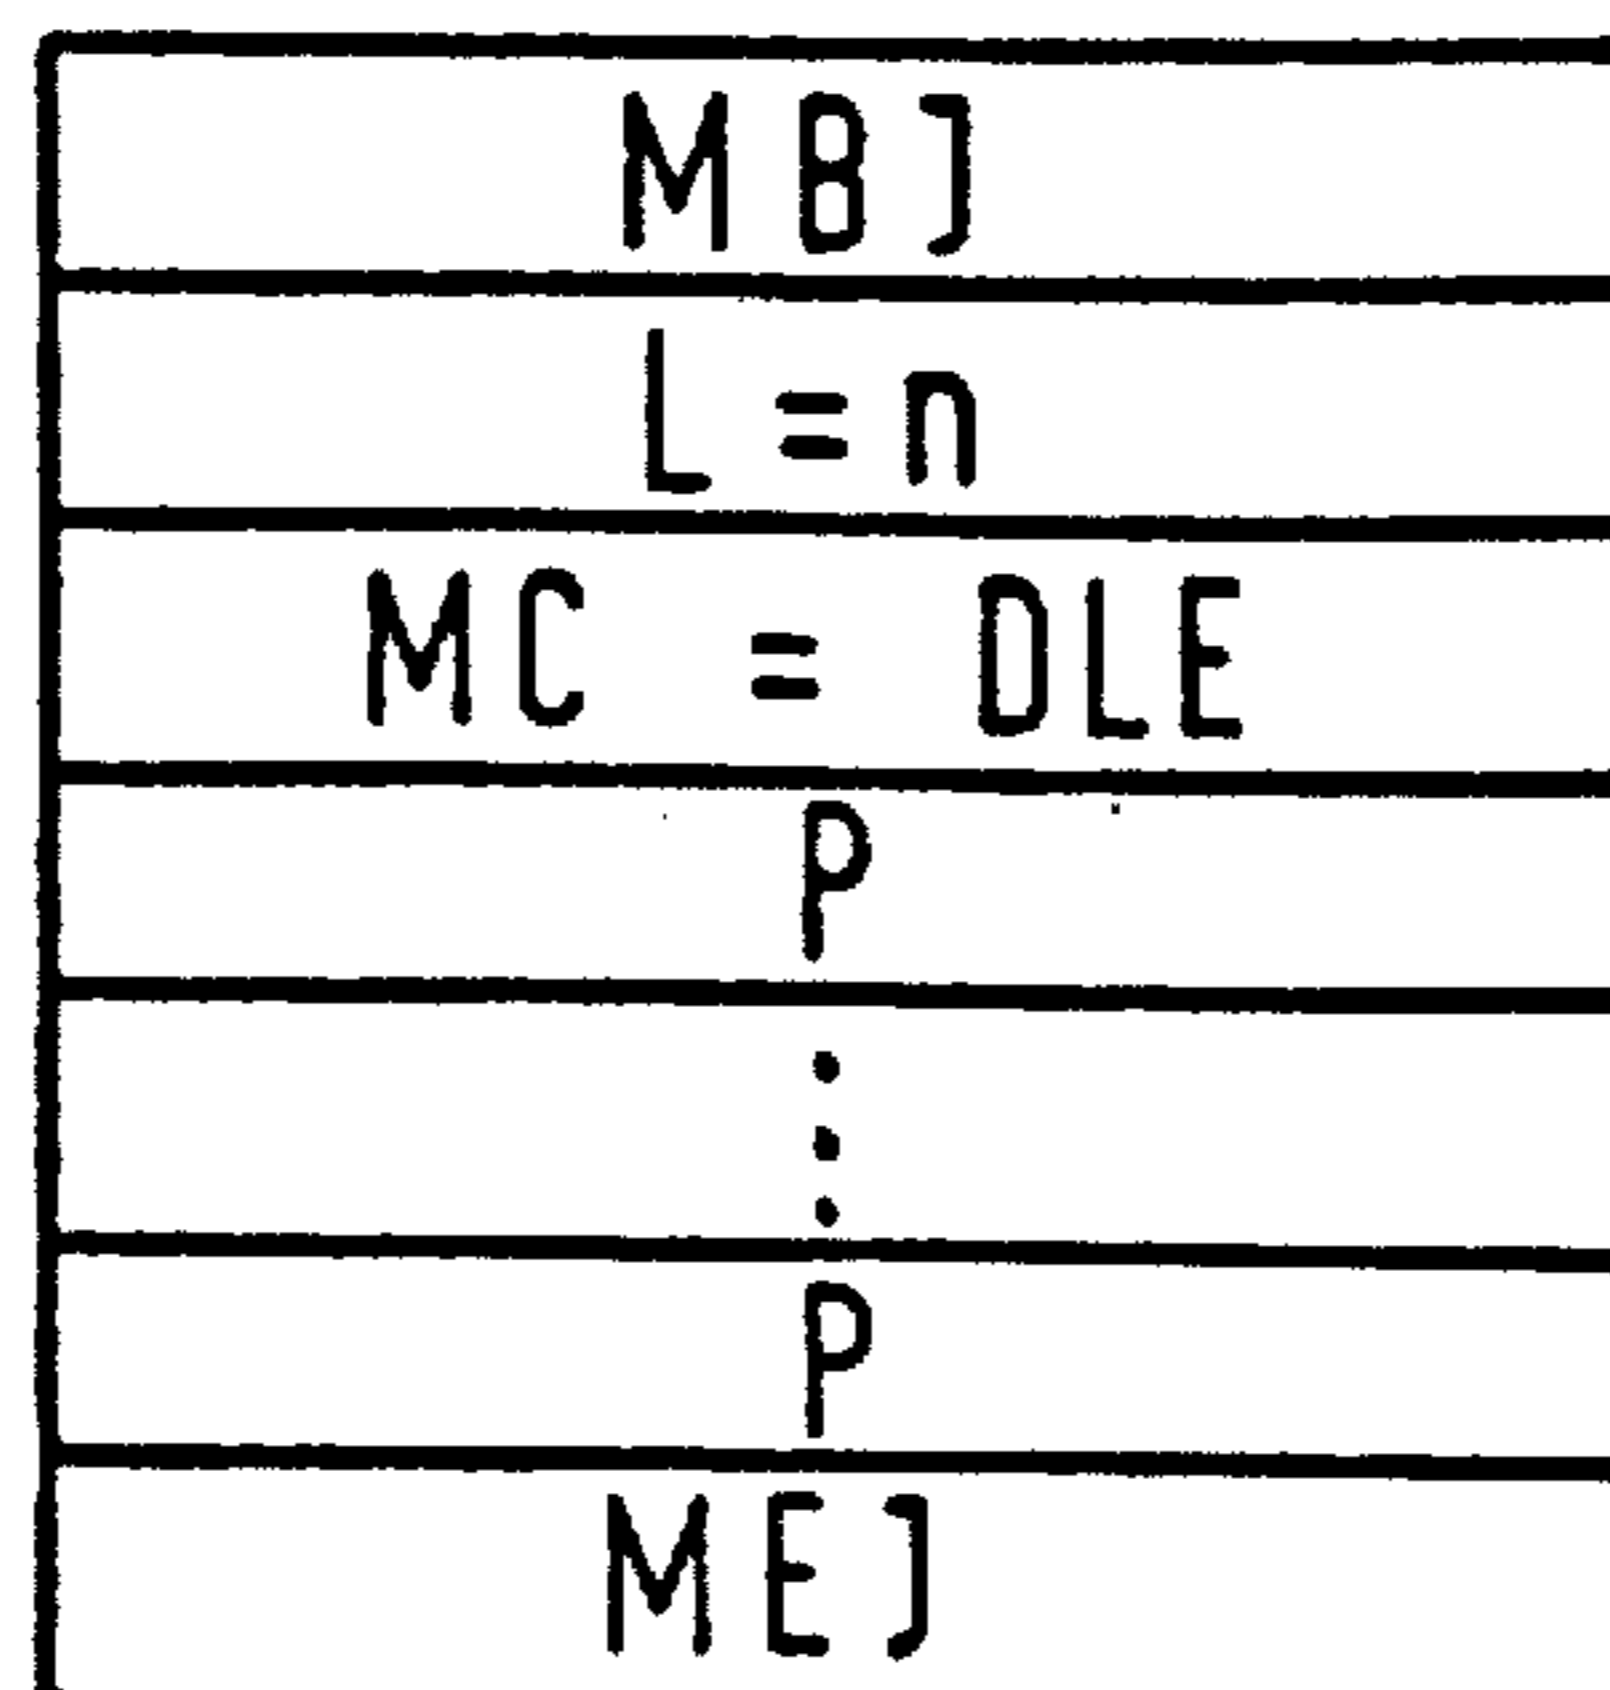 MBJ
L=n
MC = DLE
P
.
.
.
P
MEJ